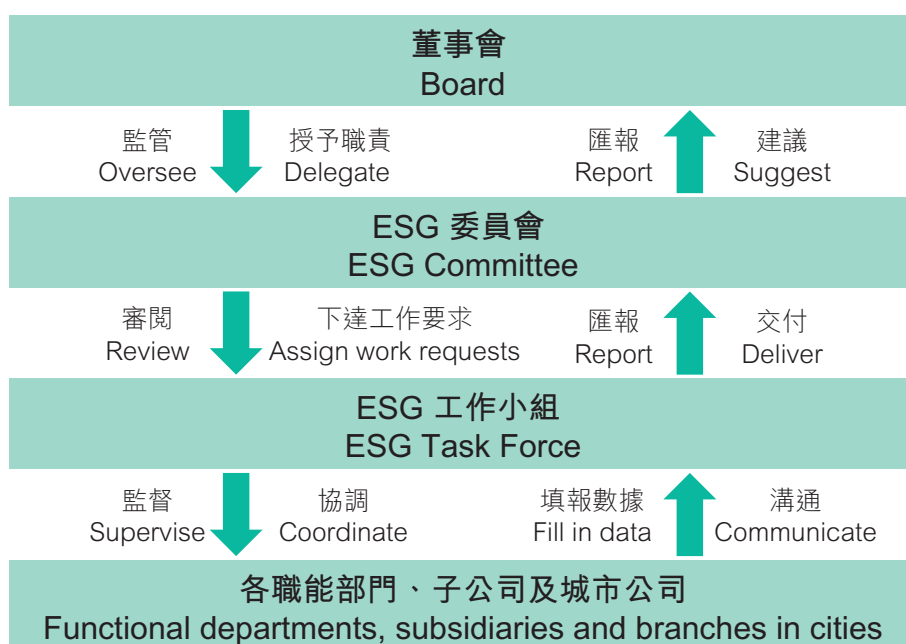 董事會
Board
監管 授予職責 匯報 建議
Oversee Delegate Report Suggest
ESG 委員會
ESG Committee
審閱 下達工作要求 匯報 交付
Review Assign work requests Report Deliver
ESG 工作小組
ESG Task Force
監督 協調 填報數據 溝通
Supervise Coordinate Fill in data Communicate
各職能部門、子公司及城市公司
Functional departments, subsidiaries and branches in cities